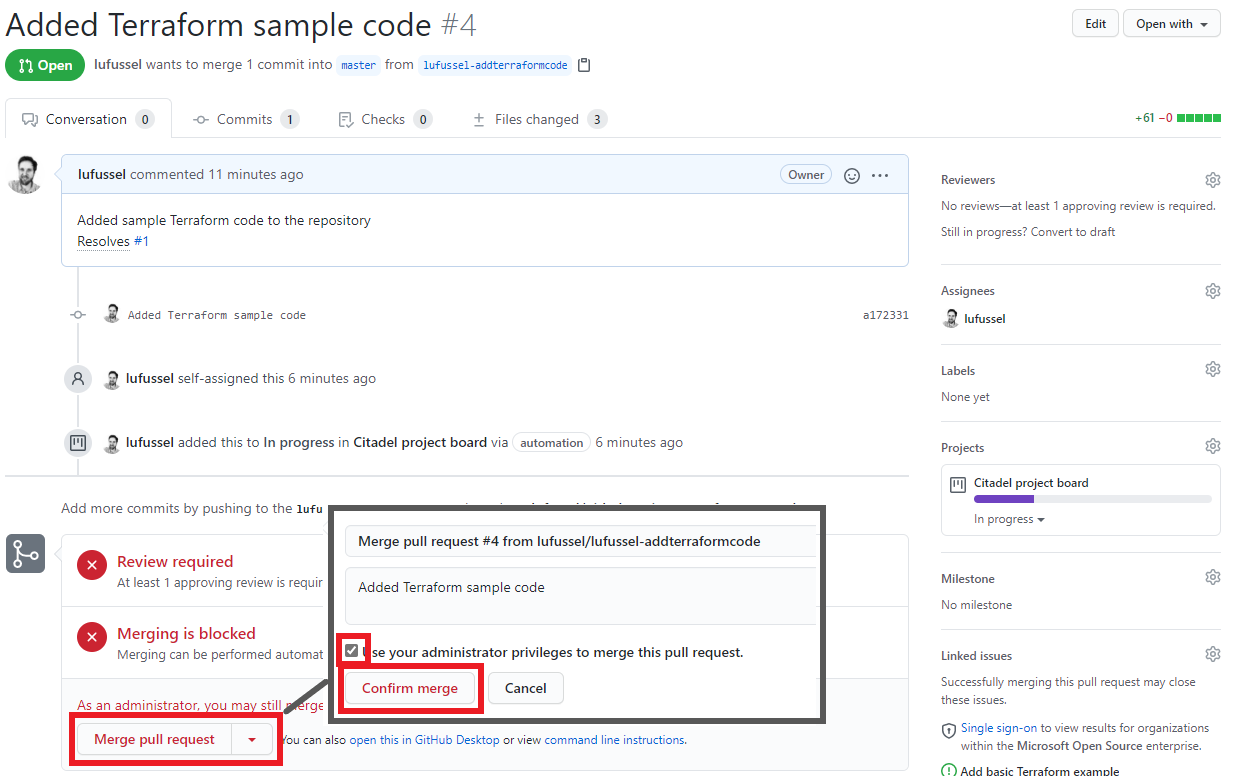 Added Terraform sample code #4
Edit
Open with
Open
lufussel wants to merge 1 commit into master from lufussel-addterraformcode
Conversation 0
Commits 1
Checks 0
Files changed 3
+61 −0
lufussel commented 11 minutes ago
Owner
Added sample Terraform code to the repository
Resolves #1
Added Terraform sample code
a172331
lufussel self-assigned this 6 minutes ago
lufussel added this to In progress in Citadel project board via automation 6 minutes ago
Add more commits by pushing to the lufu
Review required
At least 1 approving review is requir
Merging is blocked
Merging can be performed automat
As an administrator, you may still merge
Merge pull request
You can also open this in GitHub Desktop or view command line instructions.
Merge pull request #4 from lufussel/lufussel-addterraformcode
Added Terraform sample code
Use your administrator privileges to merge this pull request.
Confirm merge
Cancel
Reviewers
No reviews—at least 1 approving review is required.
Still in progress? Convert to draft
Assignees
lufussel
Labels
None yet
Projects
Citadel project board
In progress
Milestone
No milestone
Linked issues
Successfully merging this pull request may close
these issues.
Single sign-on to view results for organizations
within the Microsoft Open Source enterprise.
Add basic Terraform example